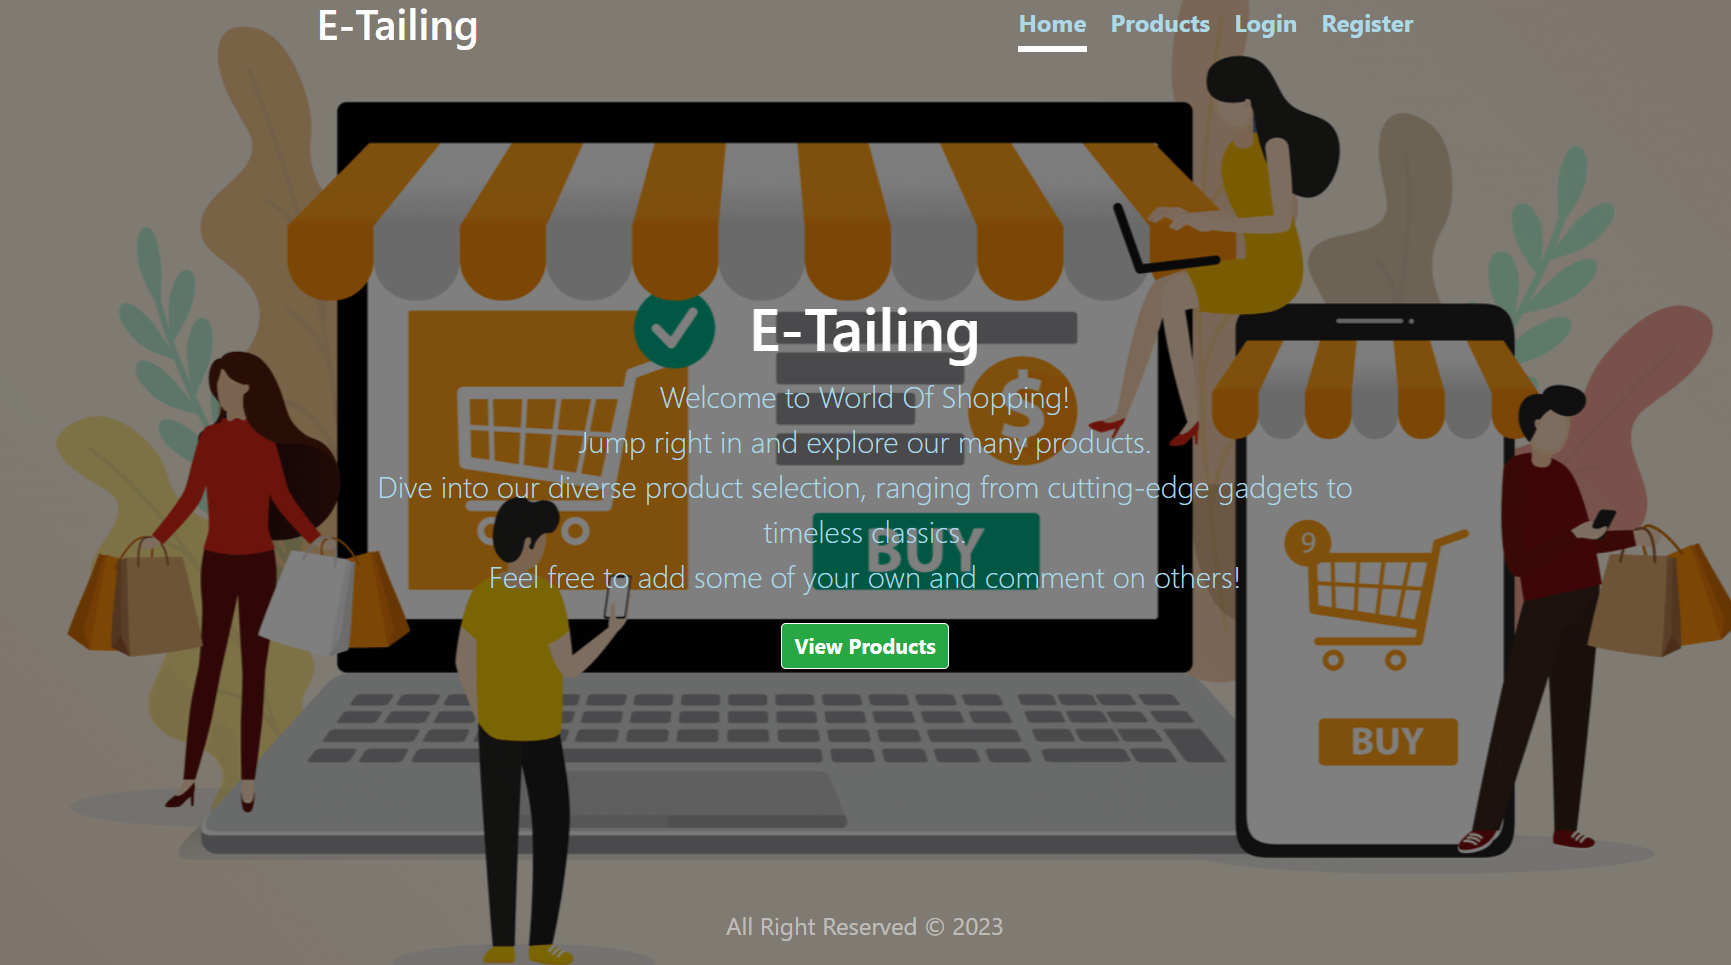 E-Tailing
Home Products Login Register
E-Tailing
$
Welcome to World Of Shopping!
Jump right in and explore our many products.
Dive into our diverse product selection, ranging from cutting-edge gadgets to
timeless classics.
BUY
9
Feel free to add some of your own and comment on others!
View Products
BUY
All Right Reserved © 2023